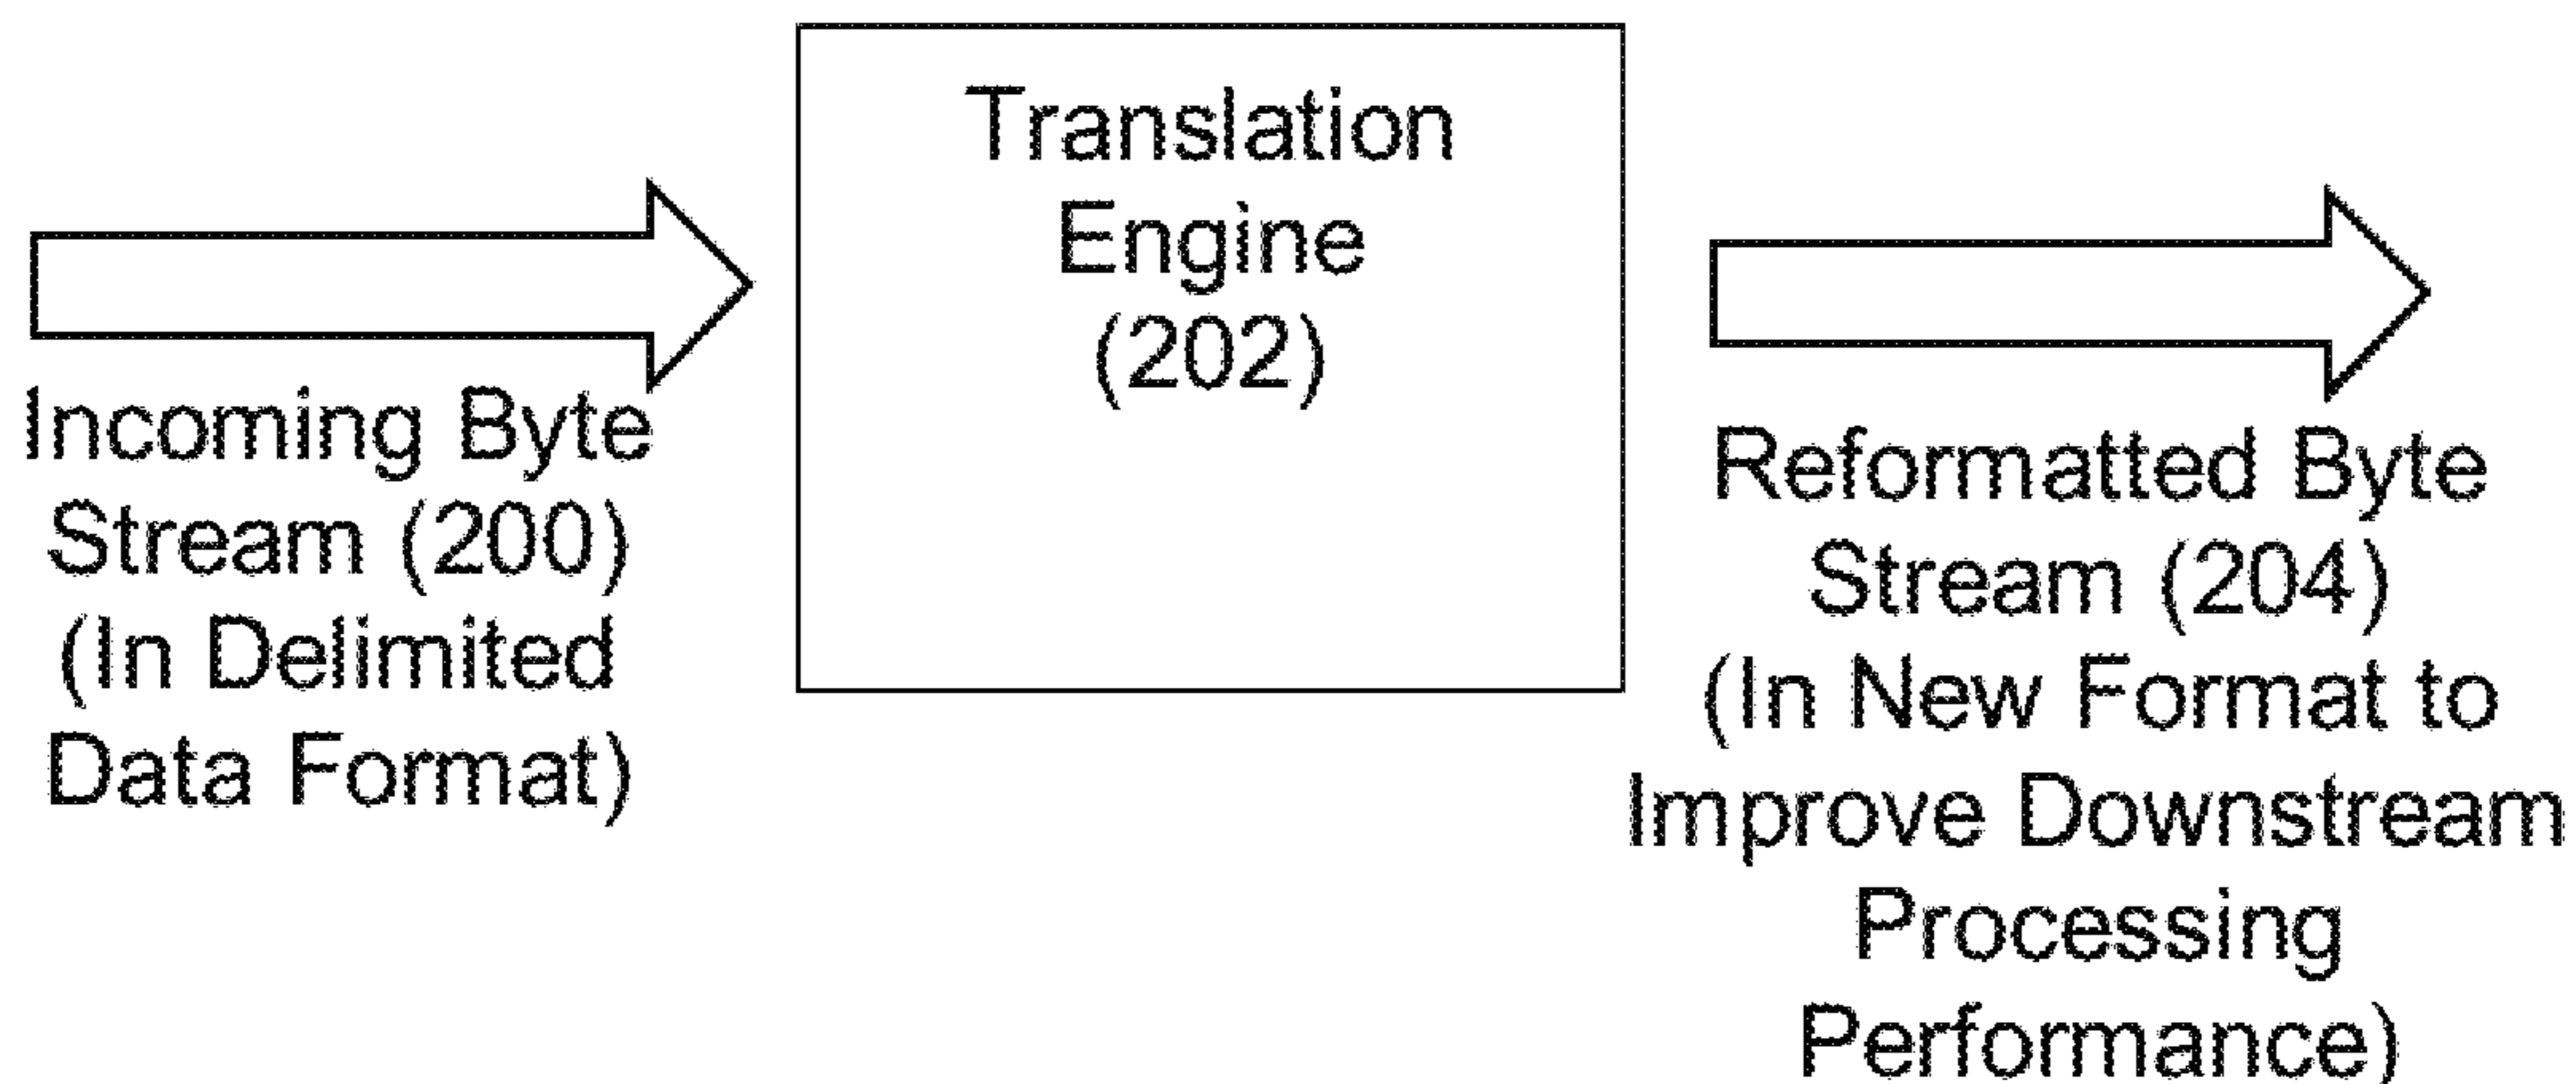 Translation
Engine
(202)
Incoming Byte
Stream (200)
(In Delimited
Data Format)
Reformatted Byte
Stream (204)
(In New Format to
Improve Downstream
Processing
Performance)